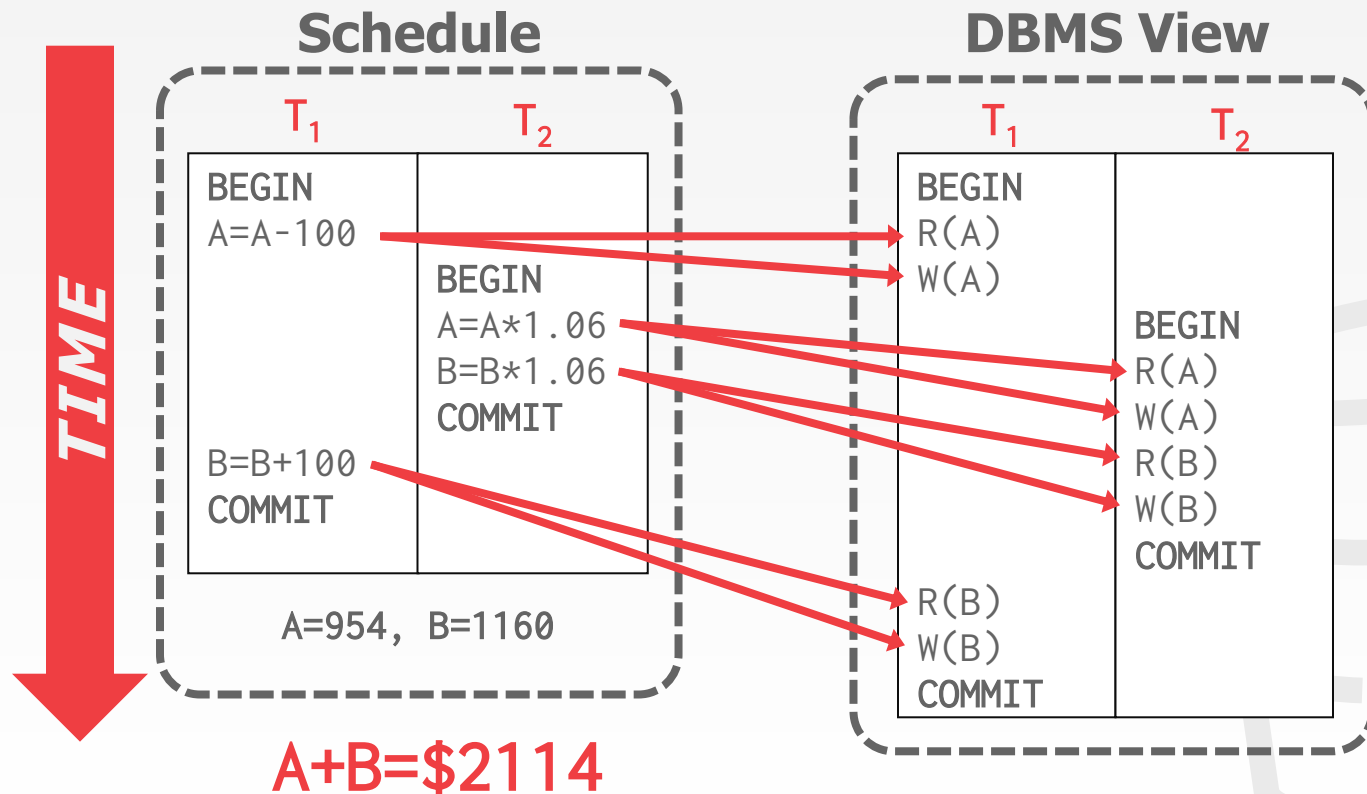 Schedule
DBMS View
TIME
T₁ T₂
BEGIN
A=A-100
BEGIN
A=A*1.06
B=B*1.06
COMMIT
B=B+100
COMMIT
A=954, B=1160
A+B=$2114
T₁ T₂
BEGIN
R(A)
W(A)
BEGIN
R(A)
W(A)
R(B)
W(B)
COMMIT
R(B)
W(B)
COMMIT